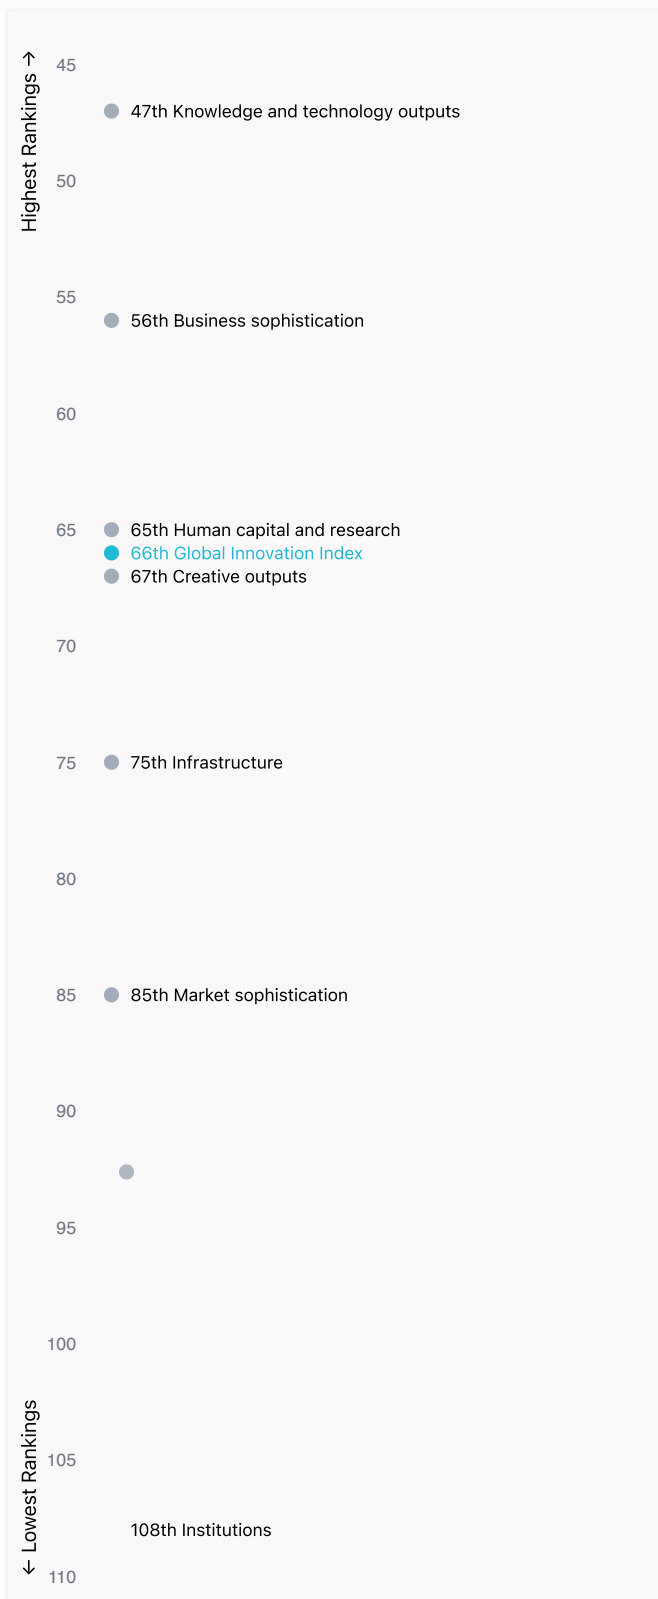 Highest Rankings →
45
47th Knowledge and technology outputs
50
55
56th Business sophistication
60
65
65th Human capital and research
66th Global Innovation Index
67th Creative outputs
70
75
75th Infrastructure
80
85
85th Market sophistication
90
95
100
← Lowest Rankings
105
108th Institutions
110